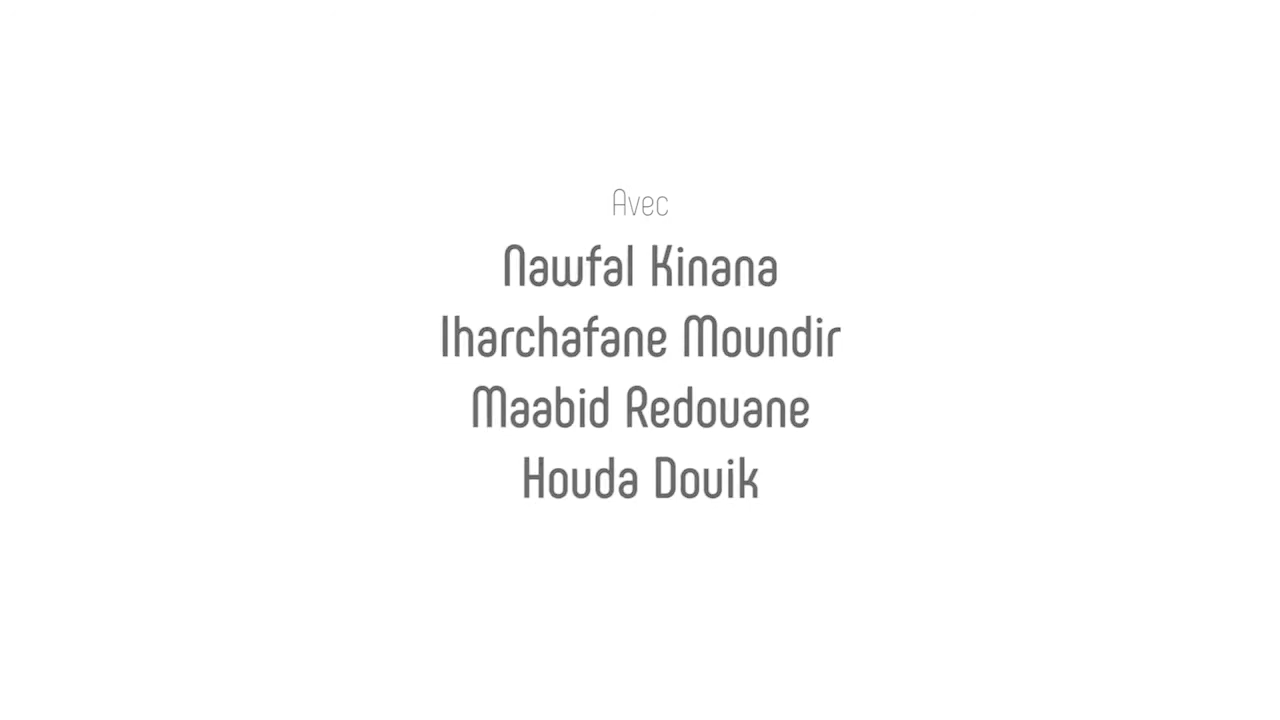 Avec
Nawfal Kinana
Iharchafane Moundir
Maabid Redouane
Houda Douik